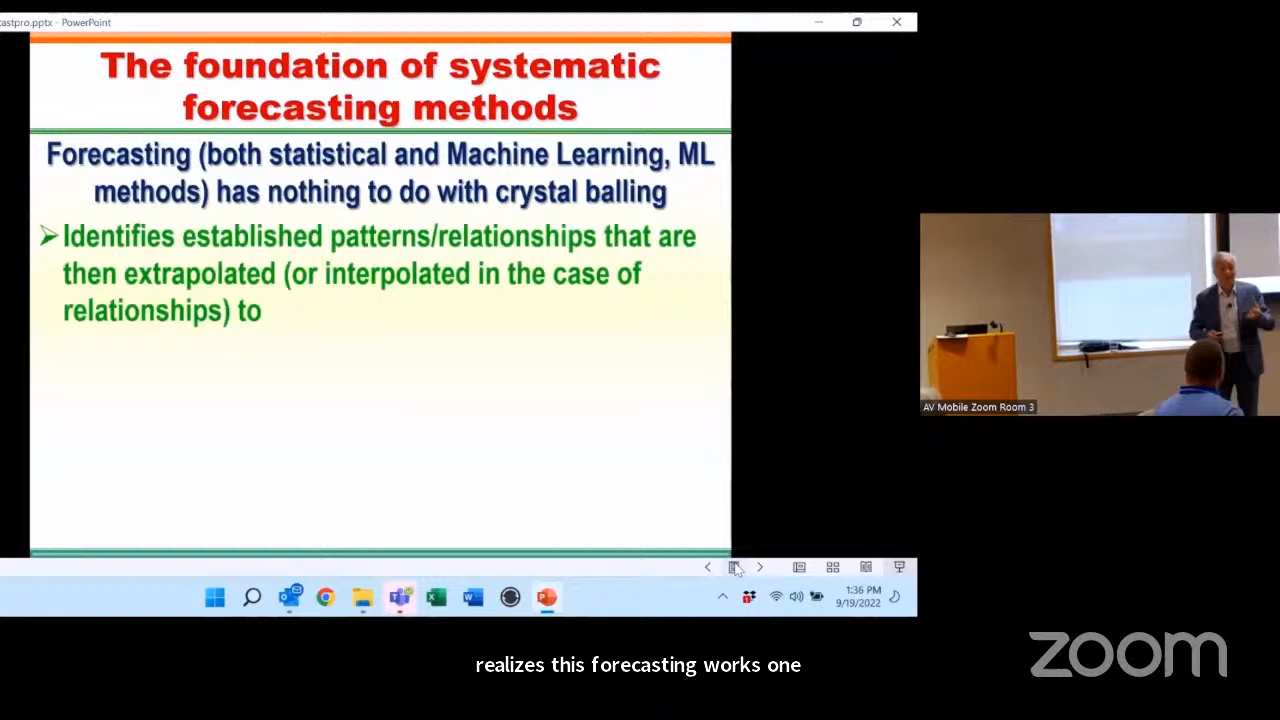 castpro.pptx - PowerPoint
The foundation of systematic
forecasting methods
Forecasting (both statistical and Machine Learning, ML
methods) has nothing to do with crystal balling
➢Identifies established patterns/relationships that are
then extrapolated (or interpolated in the case of
relationships) to
AV Mobile Zoom Room 3
1:36 PM
9/19/2022
realizes this forecasting works one
zoom